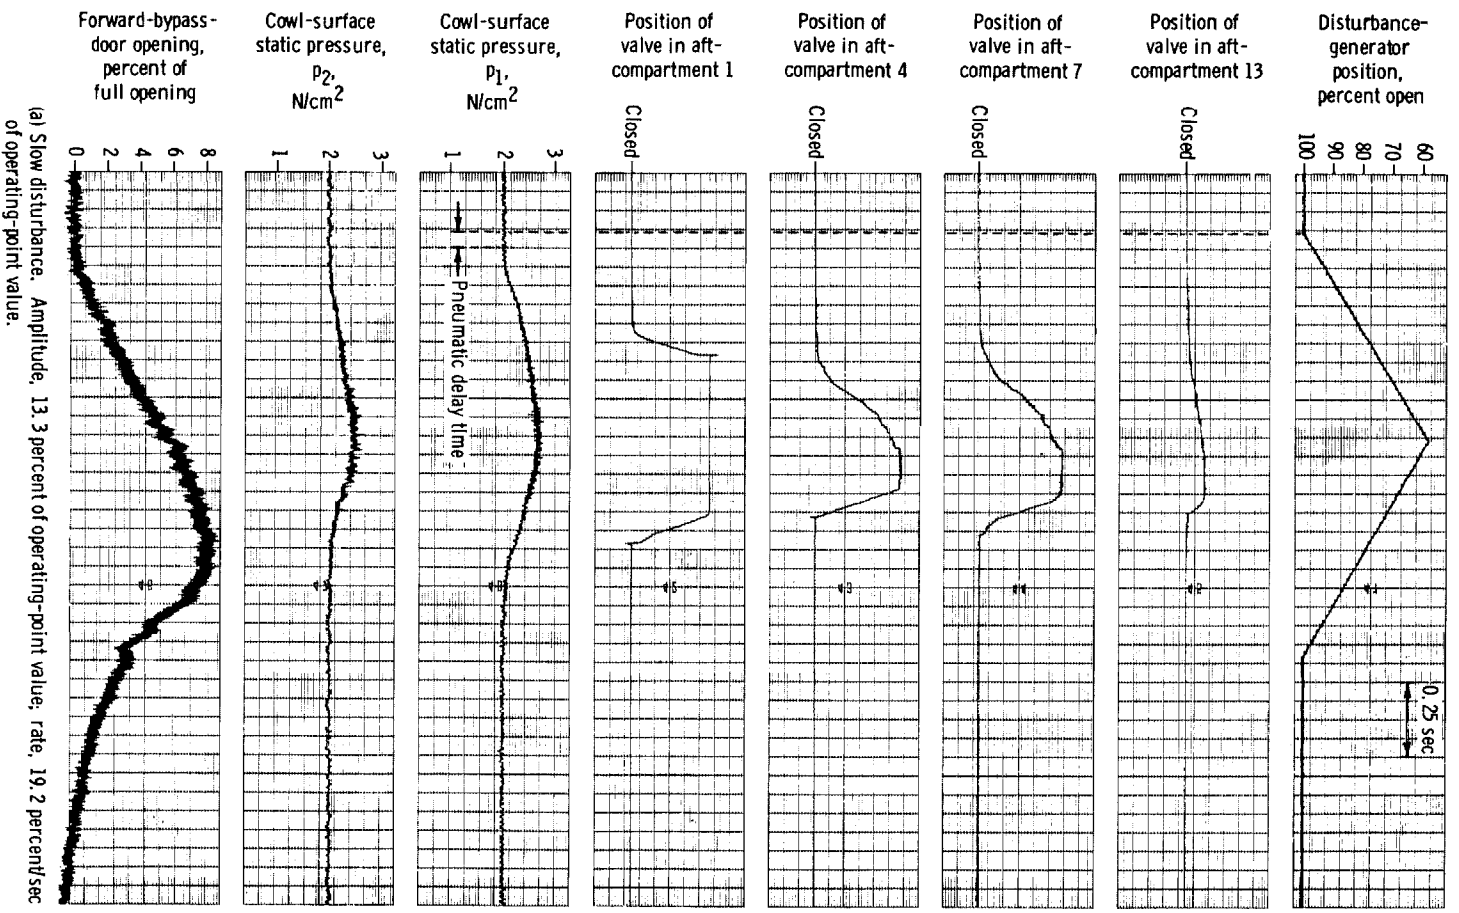 Forward-bypass-
door opening,
percent of
full opening
Cowl-surface
static pressure,
p2,
N/cm2
Cowl-surface
static pressure,
p1,
N/cm2
Position of
valve in aft-
compartment 1
Position of
valve in aft-
compartment 4
Position of
valve in aft-
compartment 7
Position of
valve in aft-
compartment 13
Disturbance-
generator
position,
percent open
0 2 4 6 8
1 2 3
1 2 3
Closed
Closed
Closed
Closed
100 90 80 70 60
Pneumatic delay time
0.25 sec
(a) Slow disturbance. Amplitude, 13.3 percent of operating-point value; rate, 19.2 percent/sec
of operating-point value.